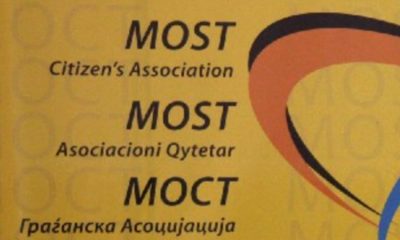 MOST
Citizen's Association
MOST
Asociacioni Qytetar
МОСТ
Граѓанска Асоцијација